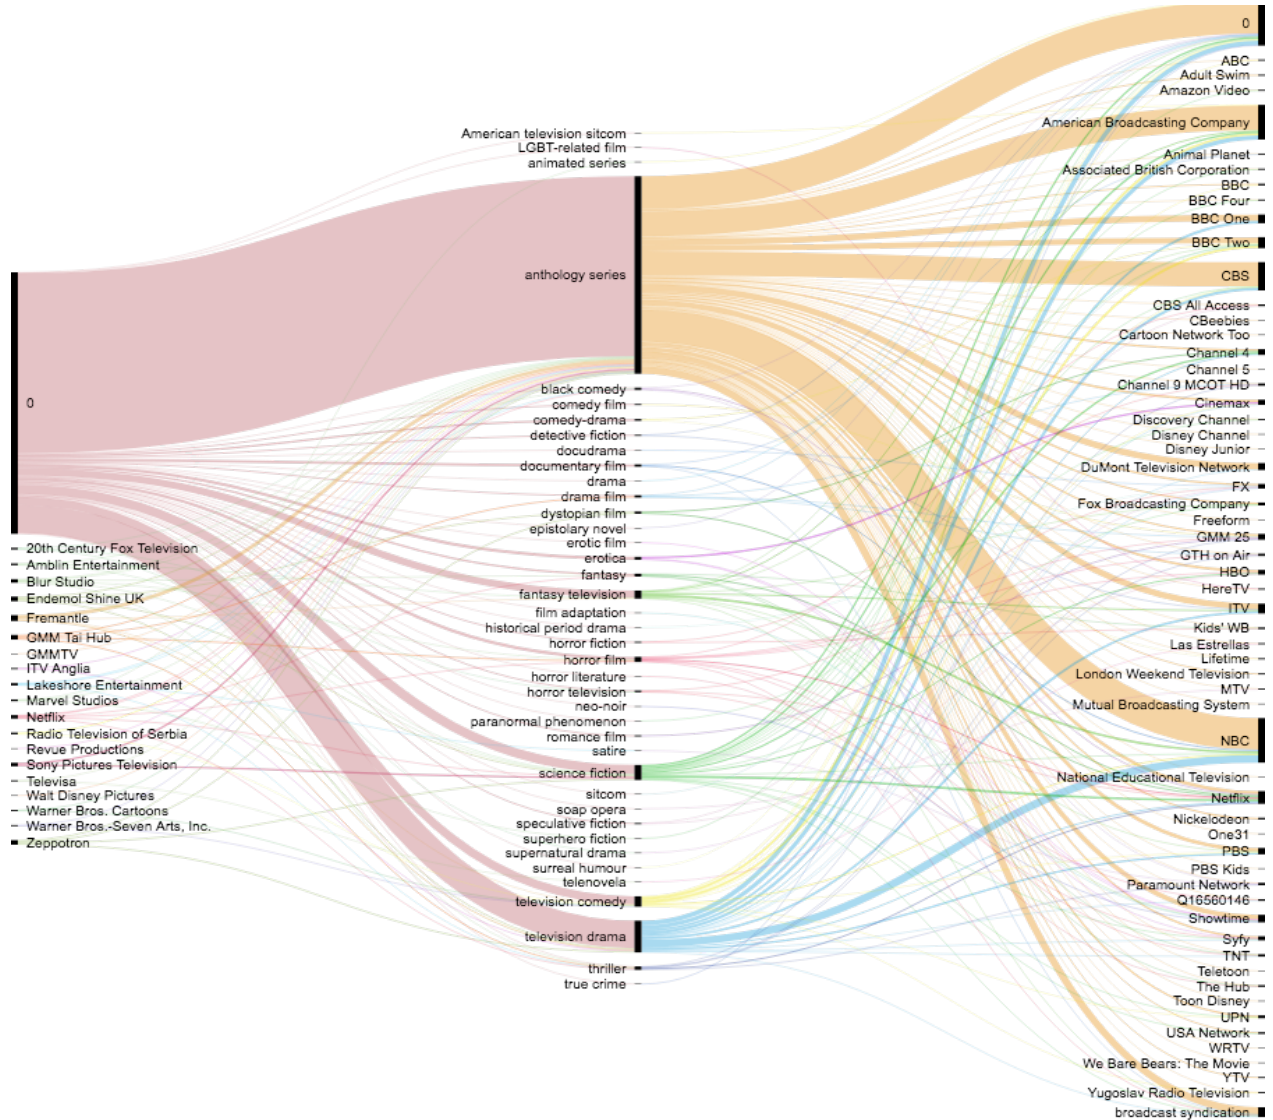 0
20th Century Fox Television
Amblin Entertainment
Blur Studio
Endemol Shine UK
Fremantle
GMM Tai Hub
GMMTV
ITV Anglia
Lakeshore Entertainment
Marvel Studios
Netflix
Radio Television of Serbia
Revue Productions
Sony Pictures Television
Televisa
Walt Disney Pictures
Warner Bros. Cartoons
Warner Bros.-Seven Arts, Inc.
Zeppotron
American television sitcom
LGBT-related film
animated series
anthology series
black comedy
comedy film
comedy-drama
detective fiction
docudrama
documentary film
drama
drama film
dystopian film
epistolary novel
erotic film
erotica
fantasy
fantasy television
film adaptation
historical period drama
horror fiction
horror film
horror literature
horror television
neo-noir
paranormal phenomenon
romance film
satire
science fiction
sitcom
soap opera
speculative fiction
superhero fiction
supernatural drama
surreal humour
telenovela
television comedy
television drama
thriller
true crime
0
ABC
Adult Swim
Amazon Video
American Broadcasting Company
Animal Planet
Associated British Corporation
BBC
BBC Four
BBC One
BBC Two
CBS
CBS All Access
CBeebies
Cartoon Network Too
Channel 4
Channel 5
Channel 9 MCOT HD
Cinemax
Discovery Channel
Disney Channel
Disney Junior
DuMont Television Network
FX
Fox Broadcasting Company
Freeform
GMM 25
GTH on Air
HBO
HereTV
ITV
Kids' WB
Las Estrellas
Lifetime
London Weekend Television
MTV
Mutual Broadcasting System
NBC
National Educational Television
Netflix
Nickelodeon
One31
PBS
PBS Kids
Paramount Network
Q16560146
Showtime
Syfy
TNT
Teletoon
The Hub
Toon Disney
UPN
USA Network
WRTV
We Bare Bears: The Movie
YTV
Yugoslav Radio Television
broadcast syndication